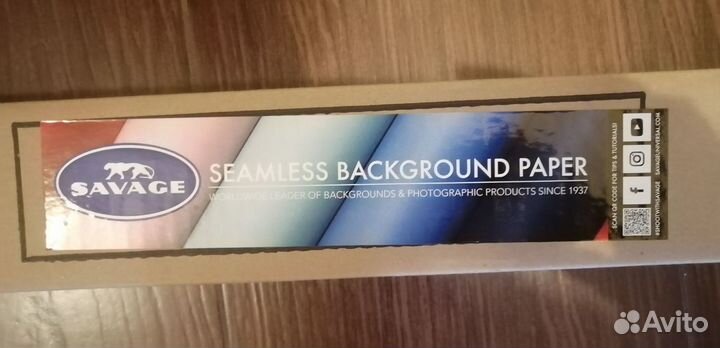 SAVAGE
SEAMLESS BACKGROUND PAPER
WORLDWIDE LEADER OF BACKGROUNDS & PHOTOGRAPHIC PRODUCTS SINCE 1937
SCAN QR CODE FOR TIPS & TUTORIALS!
#SHOOTWITHSAVAGE SAVAGEUNIVERSAL.COM
Avito